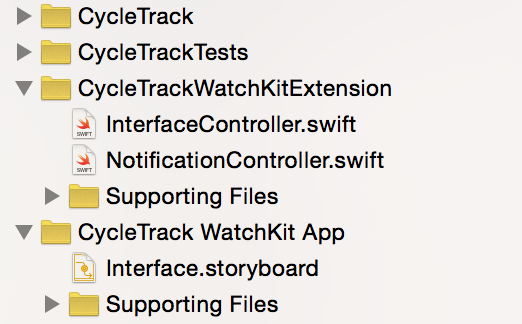 CycleTrack
CycleTrackTests
CycleTrackWatchKitExtension
SWIFT InterfaceController.swift
SWIFT NotificationController.swift
Supporting Files
CycleTrack WatchKit App
Interface.storyboard
Supporting Files